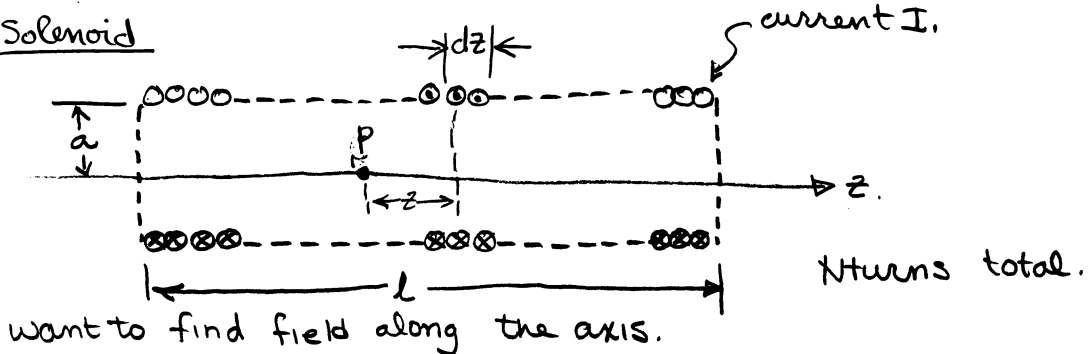 Solenoid
current I.
dz
a
P
z
z.
l
N turns total.
want to find field along the axis.